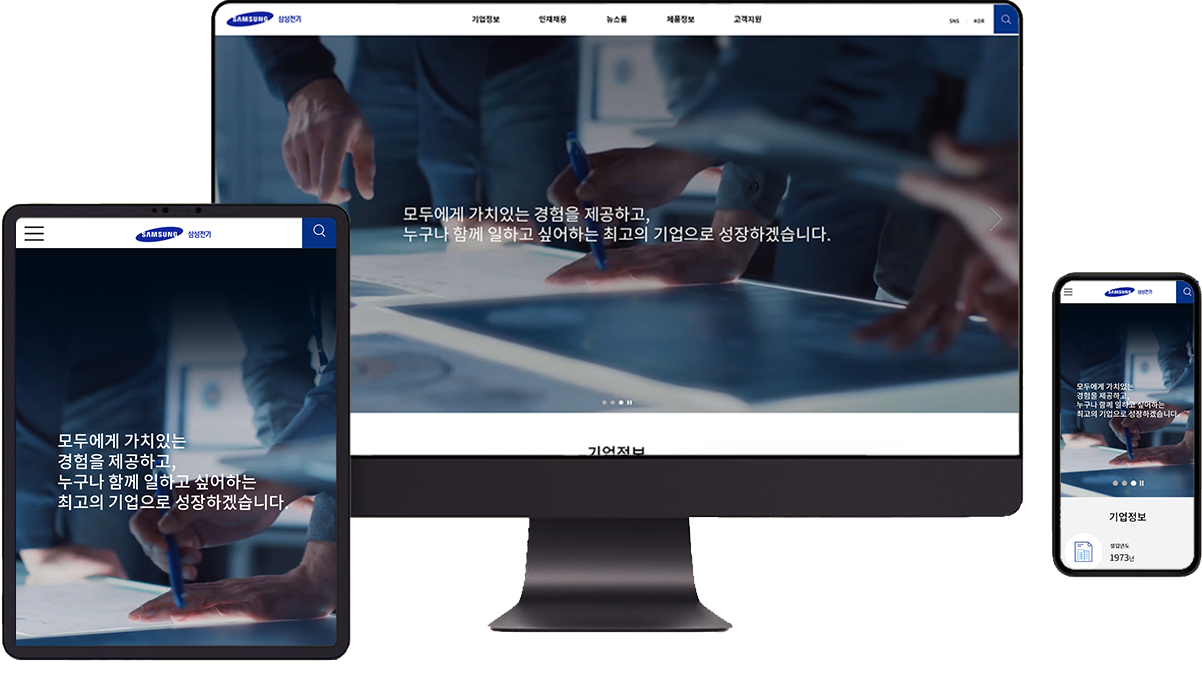 SAMSUNG 삼성전기
기업정보 인재채용 뉴스룸 제품정보 고객지원
SNS KOR
모두에게 가치있는 경험을 제공하고,
누구나 함께 일하고 싶어하는 최고의 기업으로 성장하겠습니다.
기업정보
SAMSUNG 삼성전기
모두에게 가치있는
경험을 제공하고,
누구나 함께 일하고 싶어하는
최고의 기업으로 성장하겠습니다.
SAMSUNG 삼성전기
모두에게 가치있는
경험을 제공하고,
누구나 함께 일하고 싶어하는
최고의 기업으로 성장하겠습니다.
기업정보
설립연도
1973년